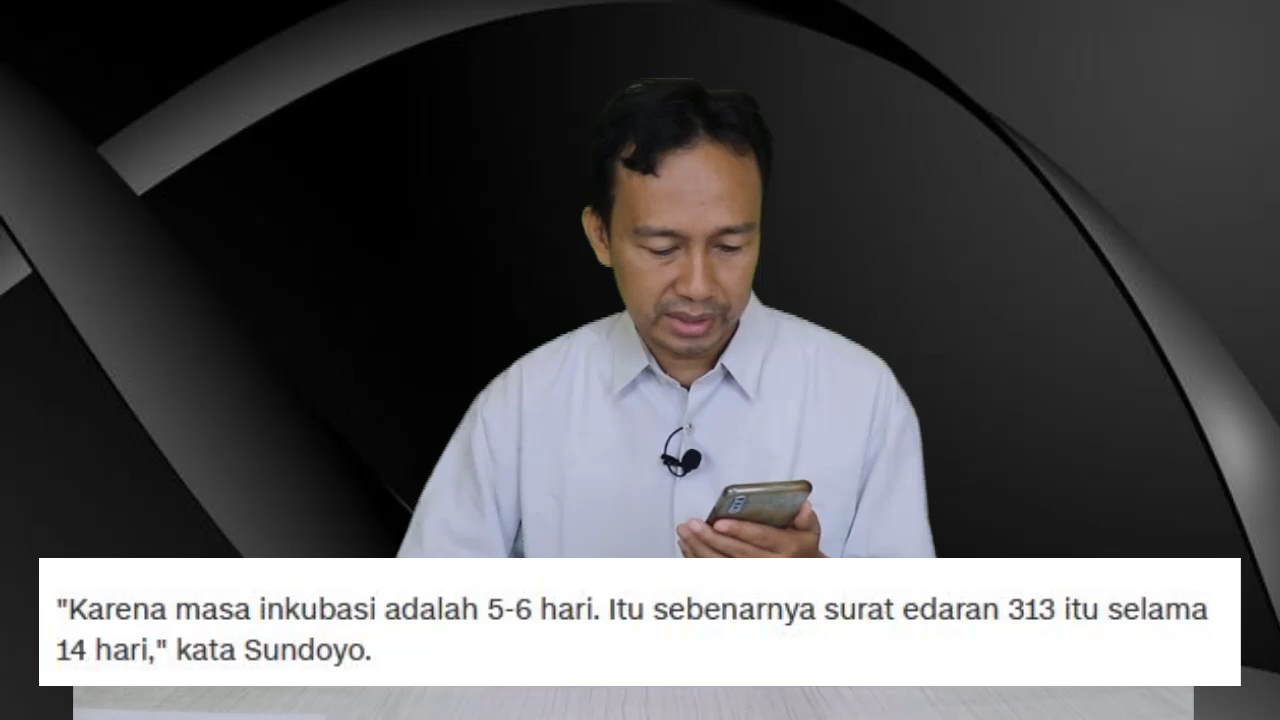 "Karena masa inkubasi adalah 5-6 hari. Itu sebenarnya surat edaran 313 itu selama
14 hari," kata Sundoyo.